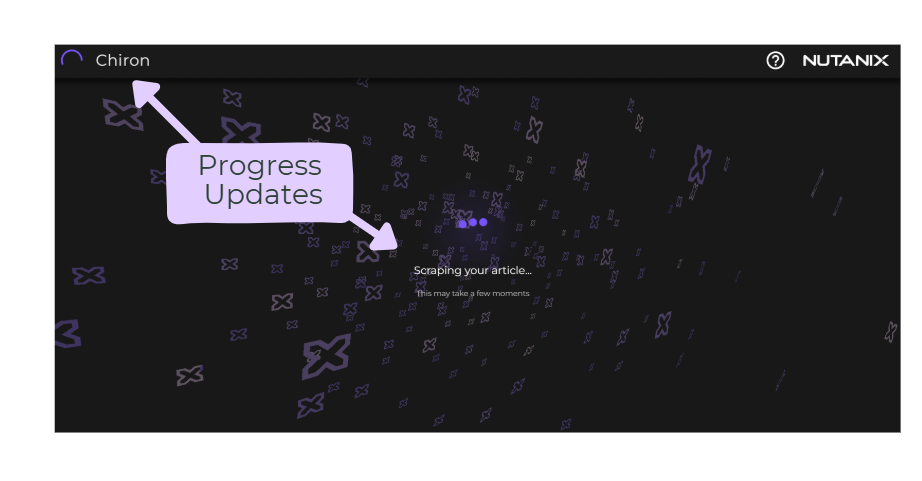 Chiron
NUTANIX
Progress
Updates
Scraping your article...
This may take a few moments